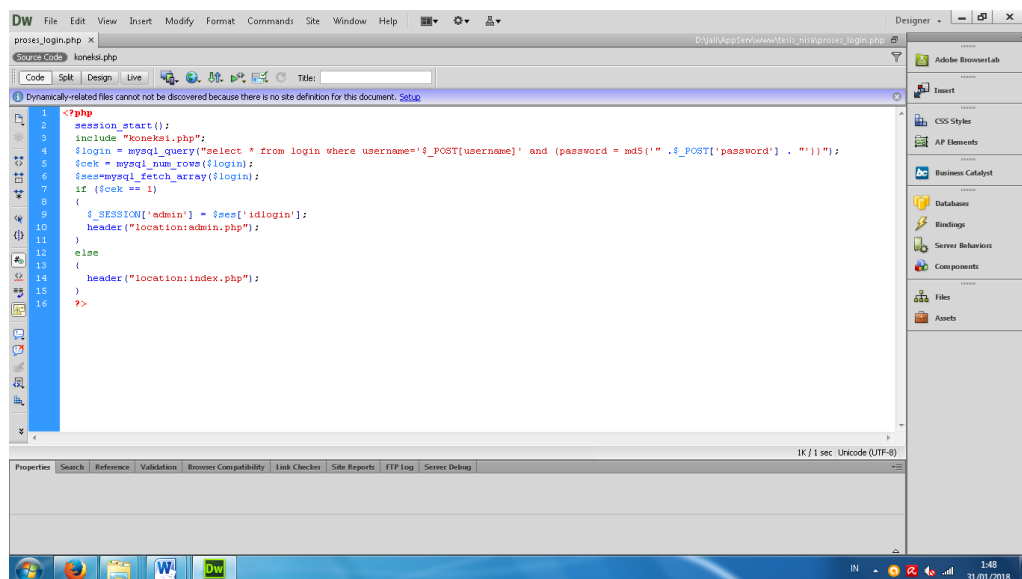 DW File Edit View Insert Modify Format Commands Site Window Help Designer
proses_login.php × D:\Jali\AppServ\www\tesis_nisa\proses_login.php
Source Code koneksi.php
Code Split Design Live Title:
Dynamically-related files cannot not be discovered because there is no site definition for this document. Setup
1 <?php
2 session_start();
3 include "koneksi.php";
4 $login = mysql_query("select * from login where username='$_POST[username]' and (password = md5('" .$_POST['password'] . "'))");
5 $cek = mysql_num_rows($login);
6 $ses=mysql_fetch_array($login);
7 if ($cek == 1)
8 {
9 $_SESSION['admin'] = $ses['idlogin'];
10 header("location:admin.php");
11 }
12 else
13 {
14 header("location:index.php");
15 }
16 ?>
1K / 1 sec Unicode (UTF-8)
Properties Search Reference Validation Browser Compatibility Link Checker Site Reports FTP Log Server Debug
Adobe BrowserLab
Insert
CSS Styles
AP Elements
Business Catalyst
Databases
Bindings
Server Behaviors
Components
Files
Assets
W Dw IN 1:48
31/01/2018